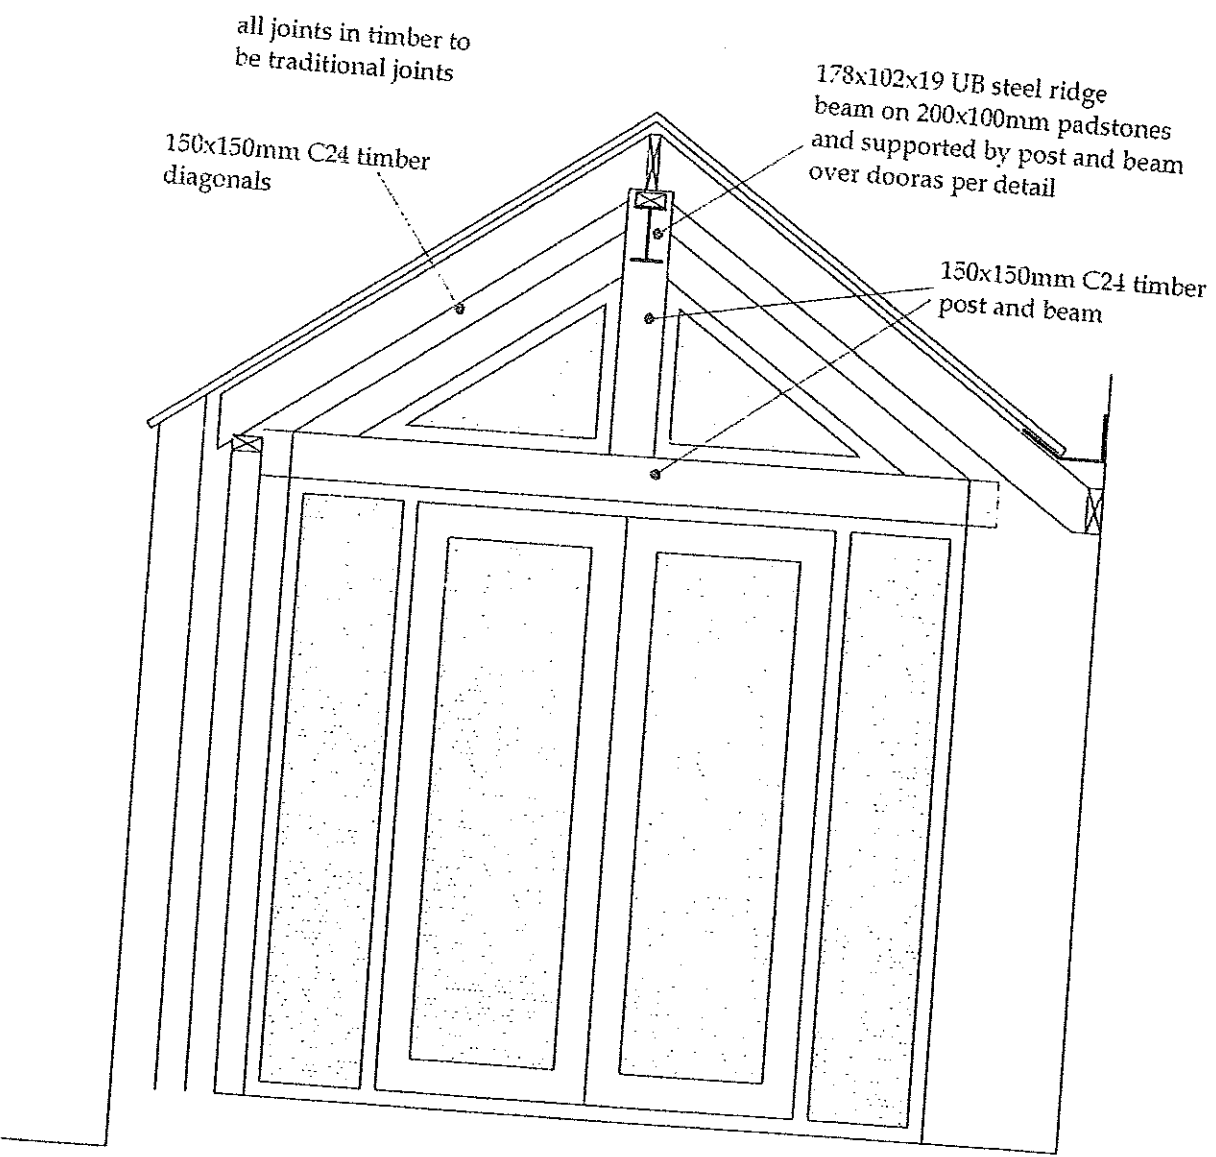 all joints in timber to
be traditional joints
178x102x19 UB steel ridge
beam on 200x100mm padstones
and supported by post and beam
over dooras per detail
150x150mm C24 timber
diagonals
150x150mm C24 timber
post and beam